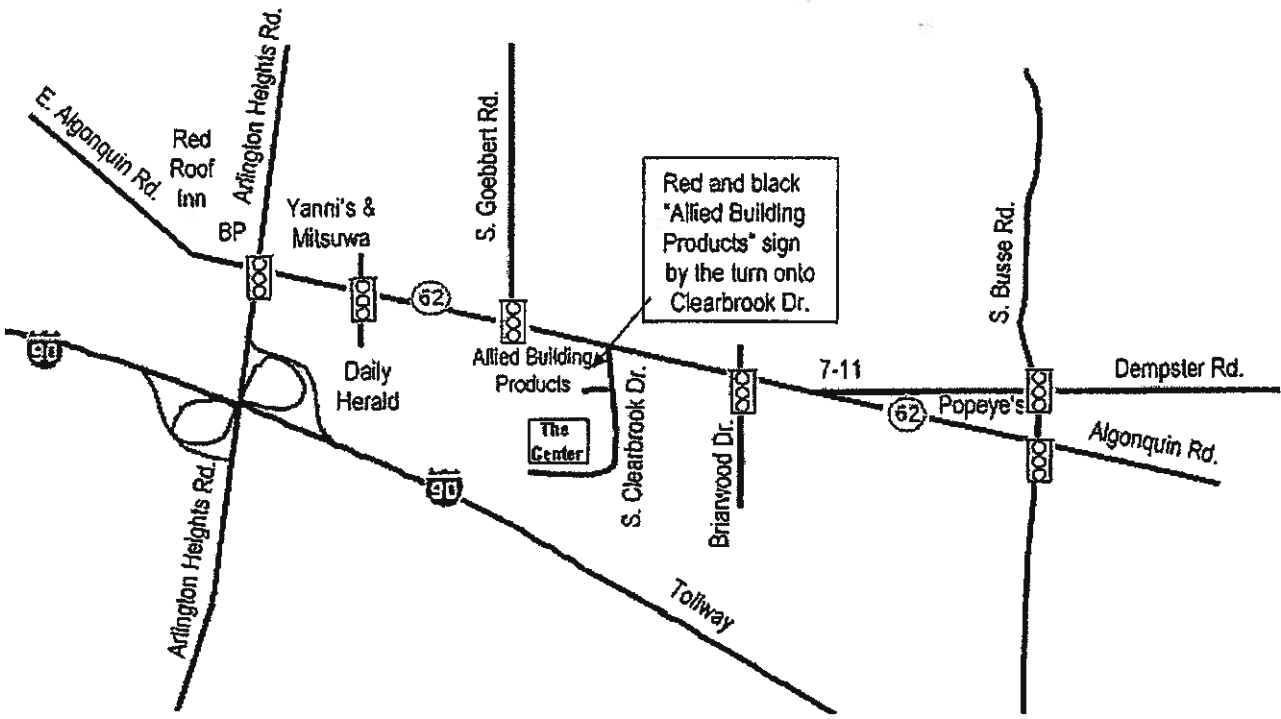 E. Algonquin Rd.
Red
Roof
Inn
BP
Arlington Heights Rd.
Yanni's &
Mitsuwa
62
S. Goebbert Rd.
Red and black
"Allied Building
Products" sign
by the turn onto
Clearbrook Dr.
S. Busse Rd.
90
Daily
Herald
Allied Building
Products
The
Center
S. Clearbrook Dr.
Briarwood Dr.
7-11
Dempster Rd.
Popeye's
62
Algonquin Rd.
90
Arlington Heights Rd.
Tollway